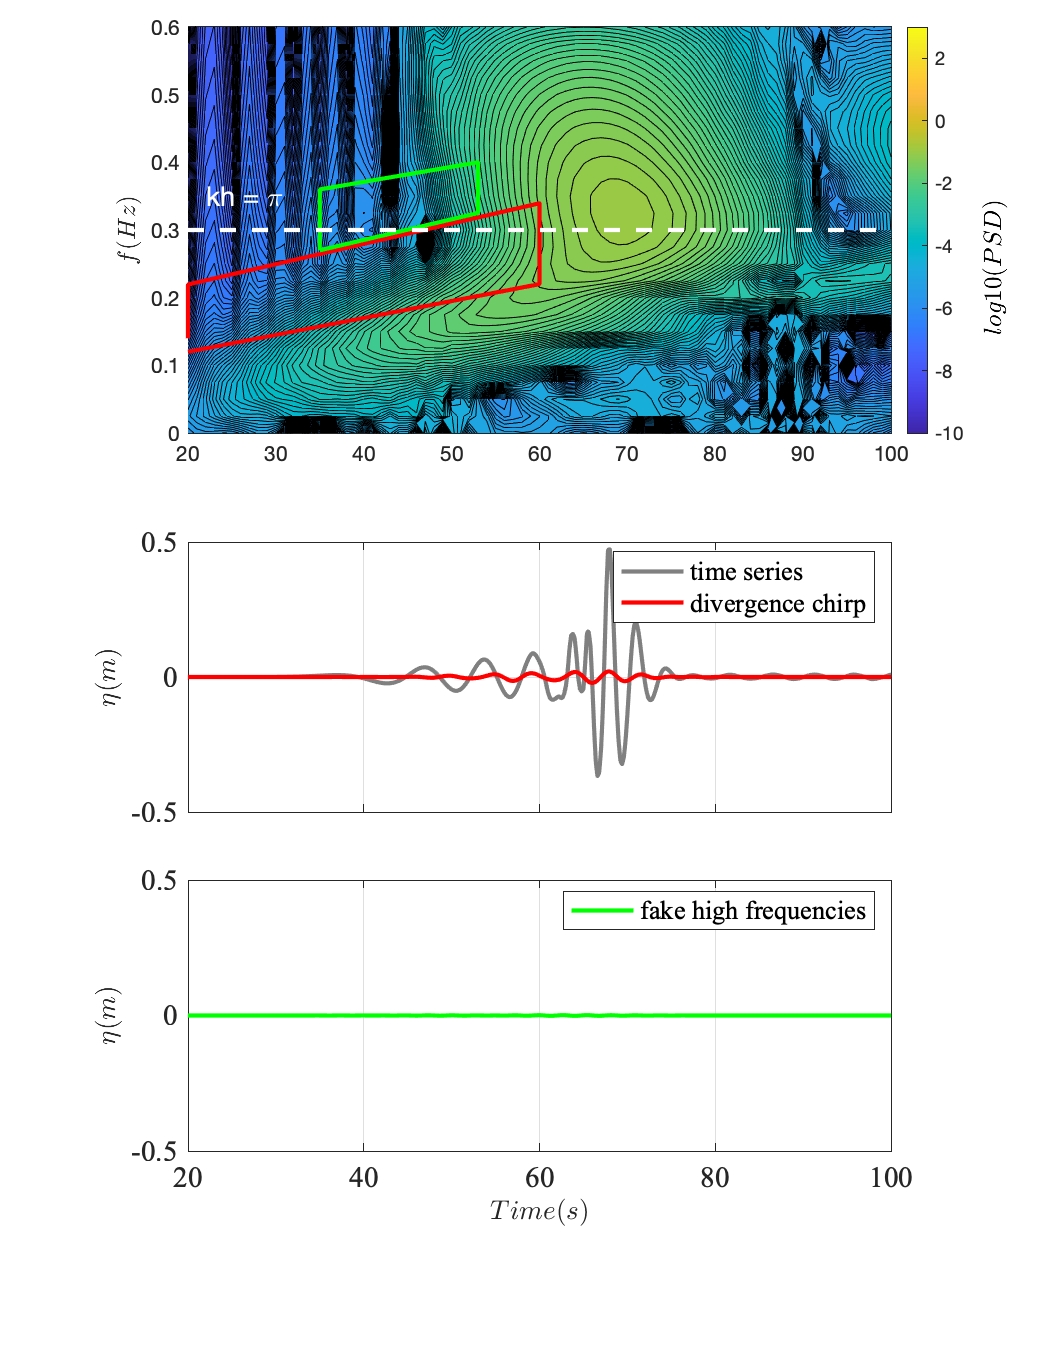 0.6
0.5
0.4
0.3
0.2
0.1
0
f(Hz)
kh = π
20 30 40 50 60 70 80 90 100
2
0
-2
-4
-6
-8
-10
log10(PSD)
0.5
0
-0.5
η(m)
time series
divergence chirp
0.5
0
-0.5
η(m)
fake high frequencies
20 40 60 80 100
Time(s)